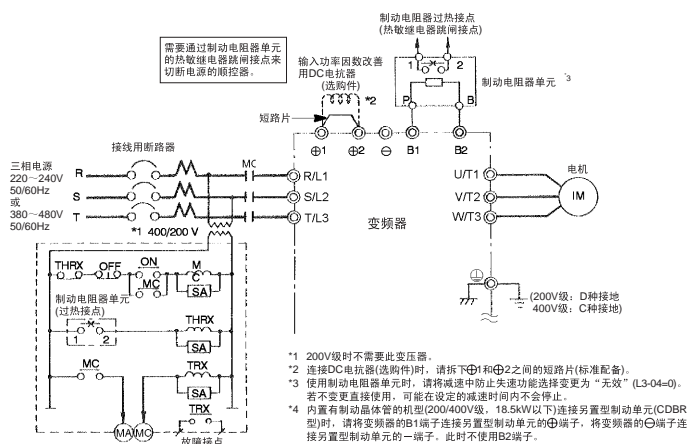 制动电阻器过热接点
(热敏继电器跳闸接点)
需要通过制动电阻器单元
的热敏继电器跳闸接点来
切断电源的顺控器。
输入功率因数改善
用DC电抗器
(选购件)
*2
1
2
制动电阻器单元 *3
P
B
短路片
⊕1
⊕2
⊖
B1
B2
接线用断路器
MC
三相电源
220～240V
50/60Hz
或
380～480V
50/60Hz
R
S
T
R/L1
S/L2
T/L3
变频器
U/T1
V/T2
W/T3
电机
IM
*1 400/200 V
THRX
OFF
ON
MC
M
C
SA
制动电阻器单元
(过热接点)
1
2
THRX
SA
MC
TRX
SA
TRX
MA
MC
故障接点
(200V级：D种接地
400V级：C种接地)
*1 200V级时不需要此变压器。
*2 连接DC电抗器(选购件)时，请拆下⊕1和⊕2之间的短路片(标准配备)。
*3 使用制动电阻器单元时，请将减速中防止失速功能选择变更为“无效”(L3-04=0)。
若不变更直接使用，可能在设定的减速时间内不会停止。
*4 内置有制动晶体管的机型(200/400V级，18.5kW以下)连接另置型制动单元(CDBR
型)时，请将变频器的B1端子连接另置型制动单元的⊕端子，将变频器的⊖端子连
接另置型制动单元的－端子，此时不使用B2端子。